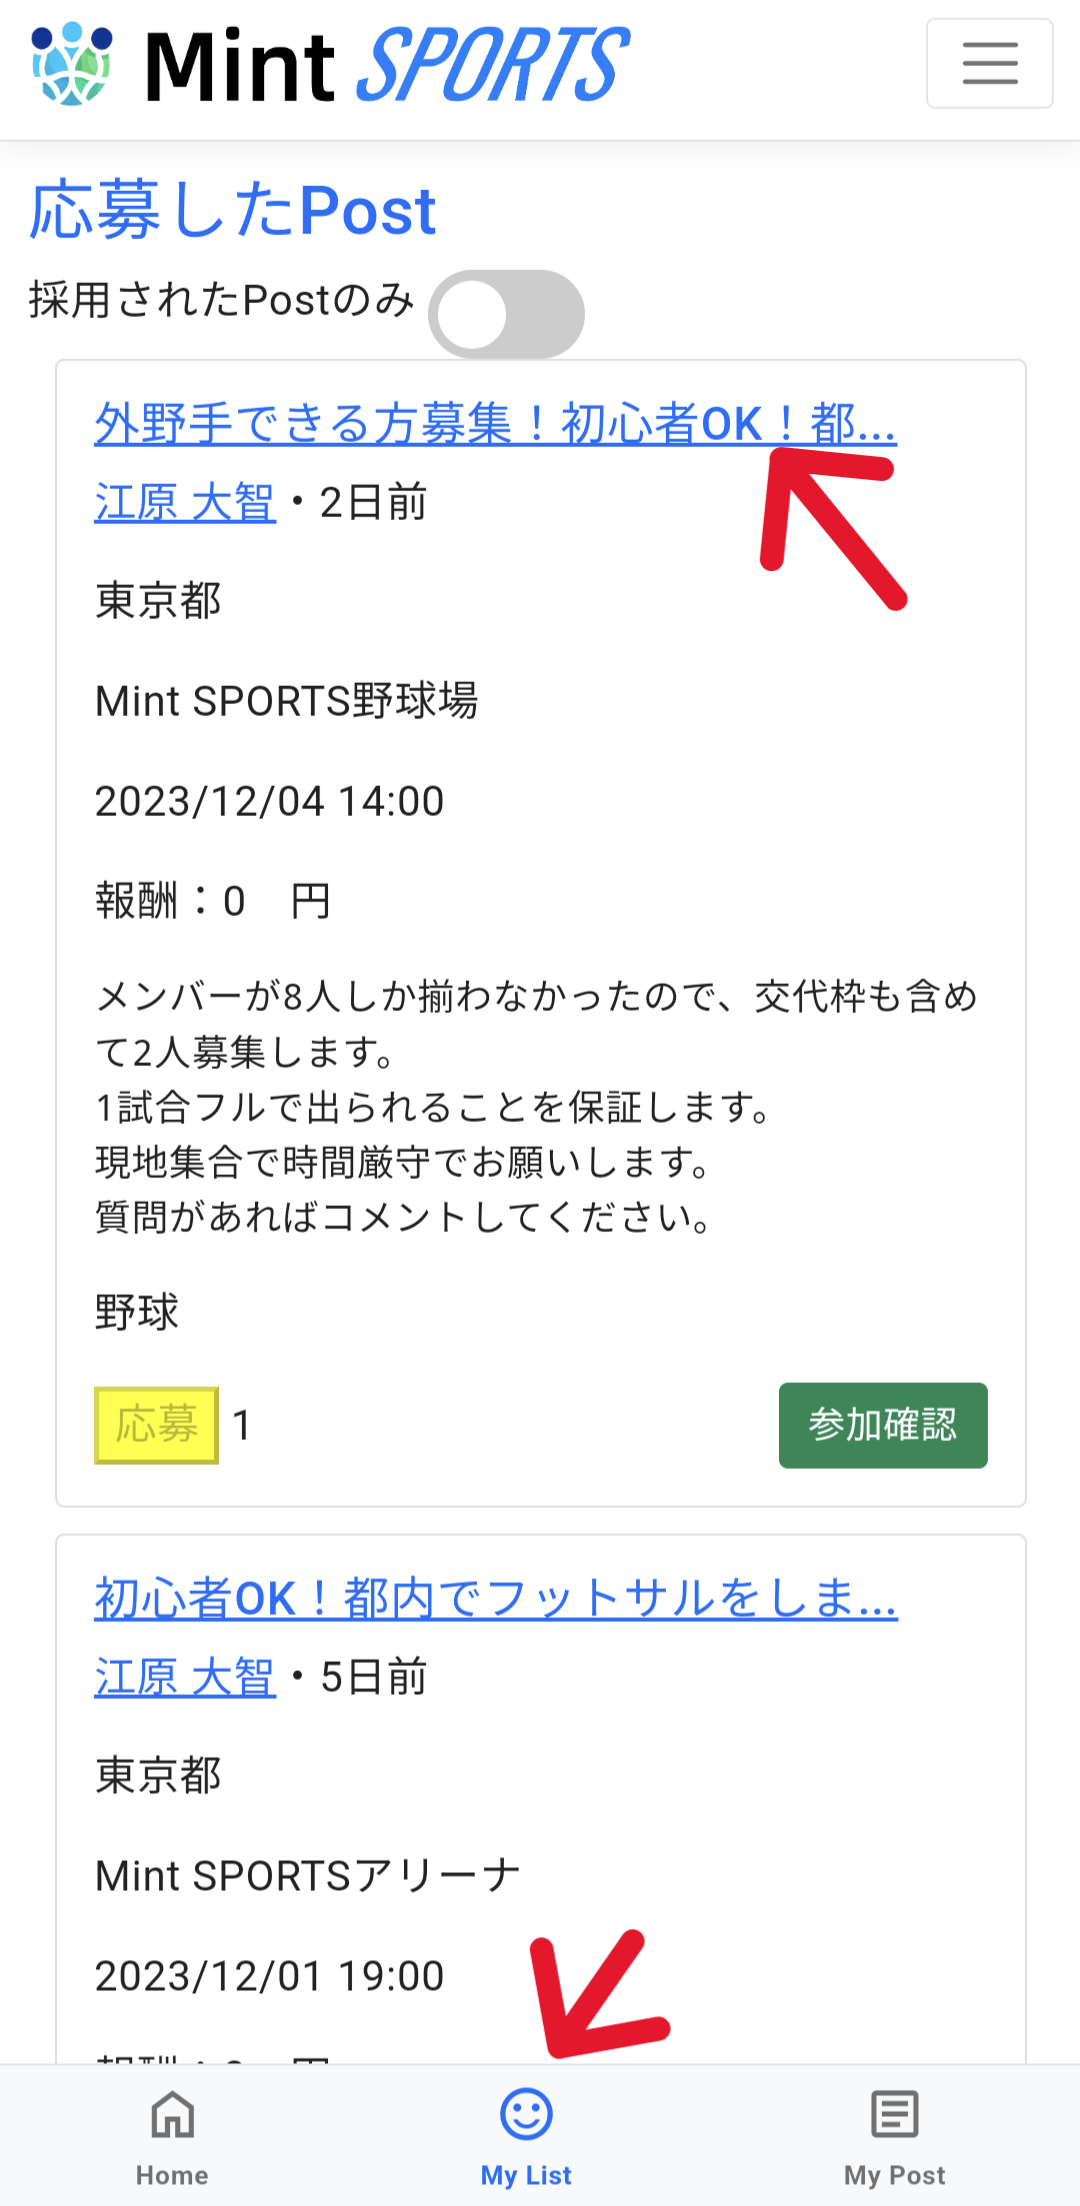 Mint SPORTS
応募したPost
採用されたPostのみ
外野手できる方募集！初心者OK！都...
江原 大智・2日前
東京都
Mint SPORTS野球場
2023/12/04 14:00
報酬：0　円
メンバーが8人しか揃わなかったので、交代枠も含め
て2人募集します。
1試合フルで出られることを保証します。
現地集合で時間厳守でお願いします。
質問があればコメントしてください。
野球
応募 1
参加確認
初心者OK！都内でフットサルをしま...
江原 大智・5日前
東京都
Mint SPORTSアリーナ
2023/12/01 19:00
Home
My List
My Post